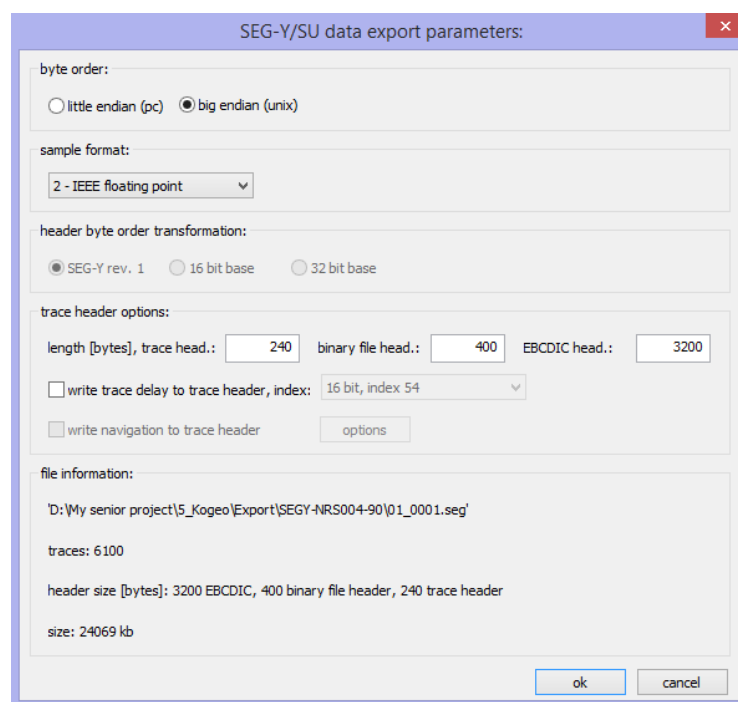 SEG-Y/SU data export parameters:
byte order:
little endian (pc) big endian (unix)
sample format:
2 - IEEE floating point
header byte order transformation:
SEG-Y rev. 1 16 bit base 32 bit base
trace header options:
length [bytes], trace head.: 240 binary file head.: 400 EBCDIC head.: 3200
write trace delay to trace header, index: 16 bit, index 54
write navigation to trace header options
file information:
'D:\My senior project\5_Kogeo\Export\SEGY-NRS004-90\01_0001.seg'
traces: 6100
header size [bytes]: 3200 EBCDIC, 400 binary file header, 240 trace header
size: 24069 kb
ok cancel